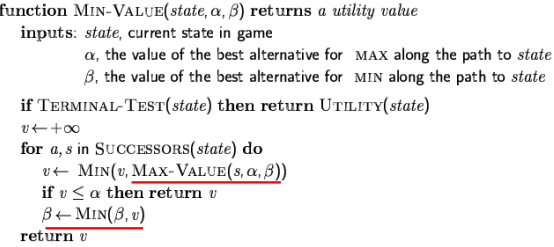 function MIN-VALUE(state, α, β) returns a utility value
inputs: state, current state in game
α, the value of the best alternative for MAX along the path to state
β, the value of the best alternative for MIN along the path to state
if TERMINAL-TEST(state) then return UTILITY(state)
v ← +∞
for a, s in SUCCESSORS(state) do
v ← MIN(v, MAX-VALUE(s, α, β))
if v ≤ α then return v
β ← MIN(β, v)
return v